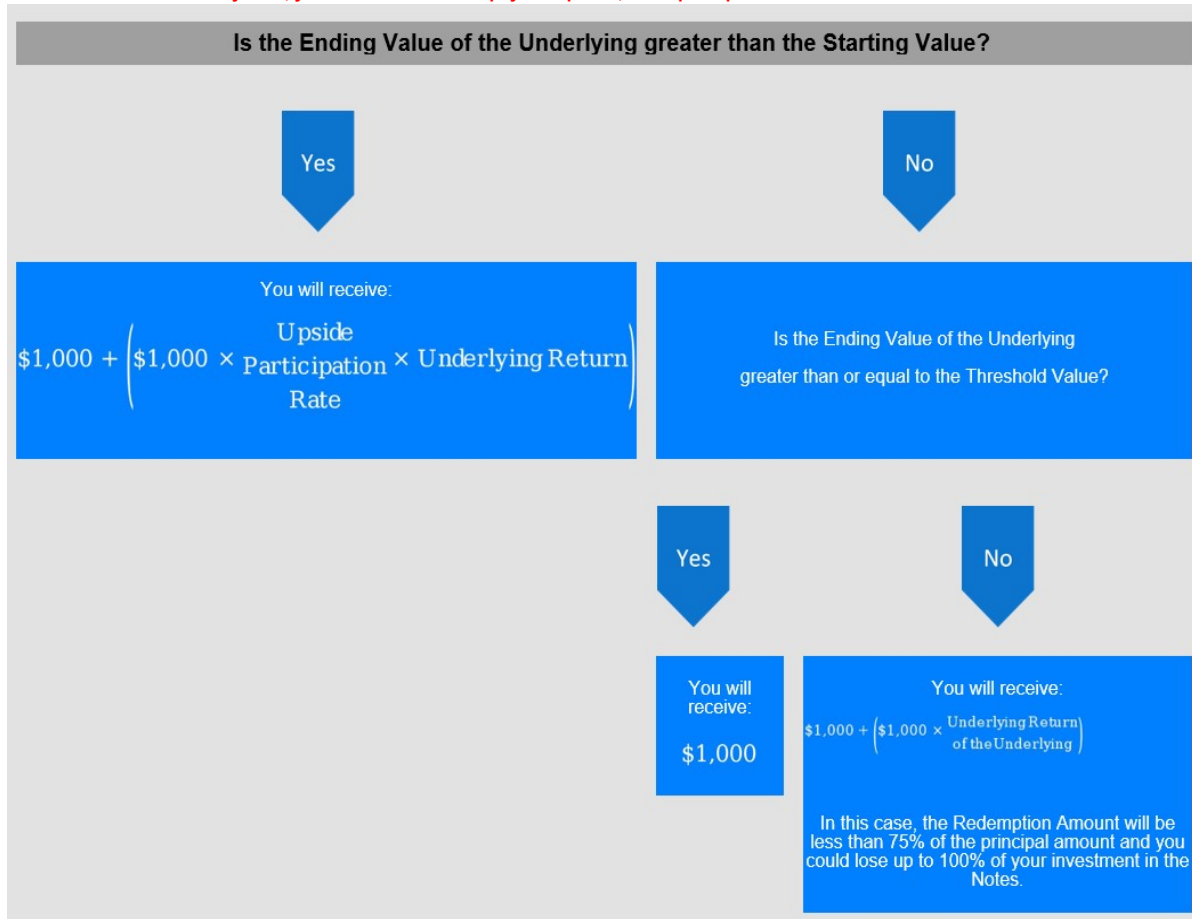 Is the Ending Value of the Underlying greater than the Starting Value?
Yes
No
You will receive:
$1,000 + ($1,000 × Upside Participation Rate × Underlying Return)
Is the Ending Value of the Underlying
greater than or equal to the Threshold Value?
Yes
No
You will
receive:
$1,000
You will receive:
$1,000 + ($1,000 × Underlying Return of the Underlying)
In this case, the Redemption Amount will be
less than 75% of the principal amount and you
could lose up to 100% of your investment in the
Notes.